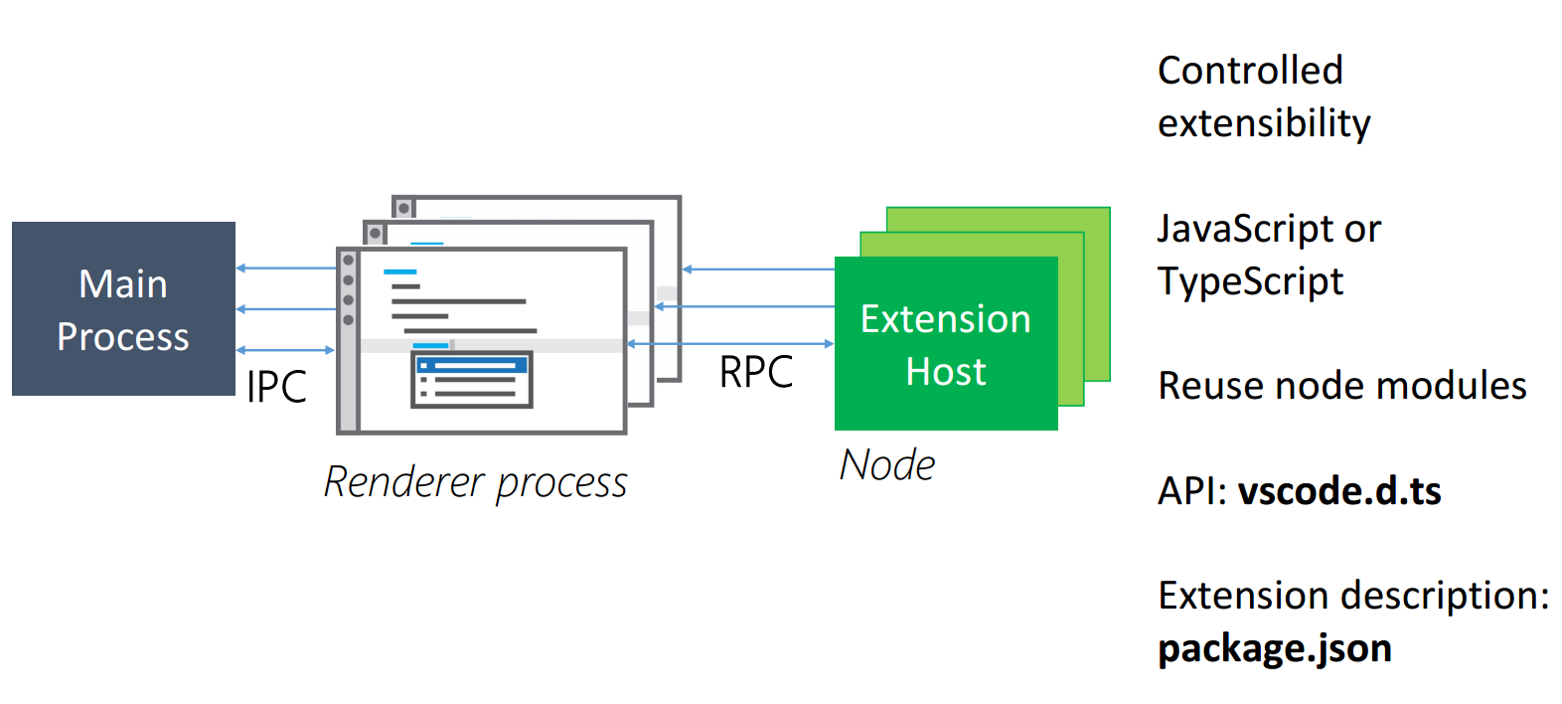 Main
Process
IPC
Renderer process
RPC
Extension
Host
Node
Controlled
extensibility
JavaScript or
TypeScript
Reuse node modules
API: vscode.d.ts
Extension description:
package.json